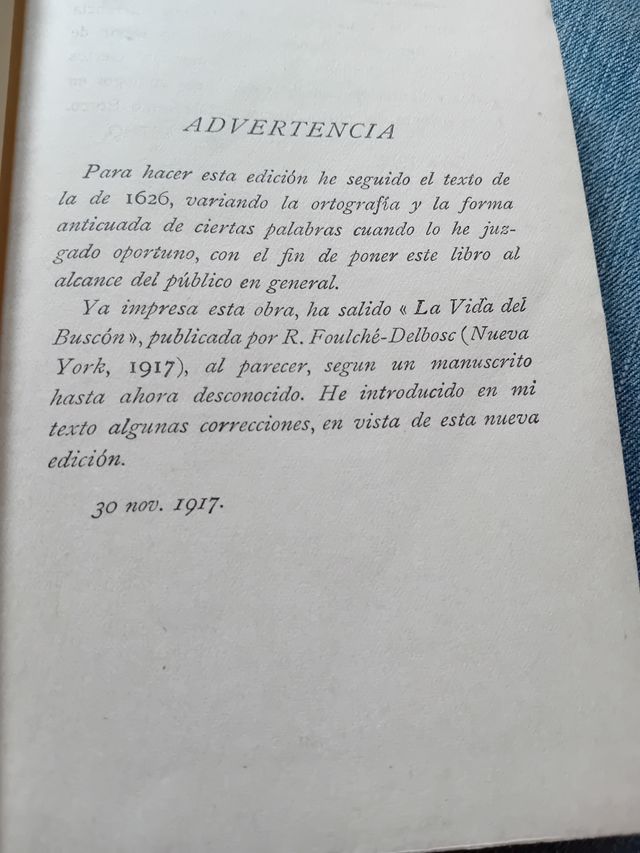 ADVERTENCIA
Para hacer esta edición he seguido el texto de
la de 1626, variando la ortografía y la forma
anticuada de ciertas palabras cuando lo he juz-
gado oportuno, con el fin de poner este libro al
alcance del público en general.
Ya impresa esta obra, ha salido « La Vida del
Buscón », publicada por R. Foulché-Delbosc (Nueva
York, 1917), al parecer, segun un manuscrito
hasta ahora desconocido. He introducido en mi
texto algunas correcciones, en vista de esta nueva
edición.
30 nov. 1917.